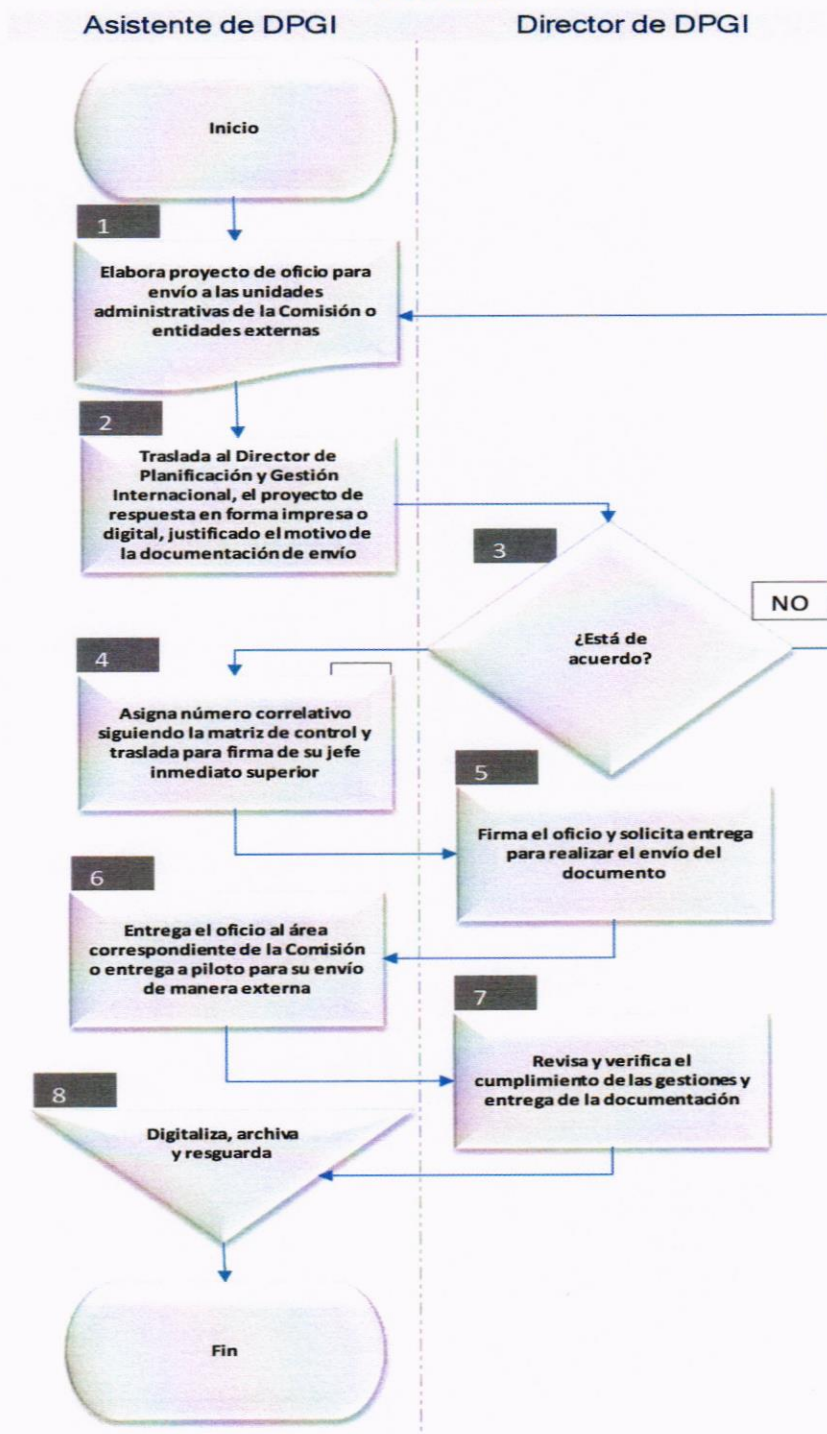 Asistente de DPGI
Director de DPGI
Inicio
1
Elabora proyecto de oficio para
envío a las unidades
administrativas de la Comisión o
entidades externas
2
Traslada al Director de
Planificación y Gestión
Internacional, el proyecto de
respuesta en forma impresa o
digital, justificado el motivo de
la documentación de envío
3
¿Está de
acuerdo?
NO
4
Asigna número correlativo
siguiendo la matriz de control y
traslada para firma de su jefe
inmediato superior
5
Firma el oficio y solicita entrega
para realizar el envío del
documento
6
Entrega el oficio al área
correspondiente de la Comisión
o entrega a piloto para su envío
de manera externa
7
Revisa y verifica el
cumplimiento de las gestiones y
entrega de la documentación
8
Digitaliza, archiva
y resguarda
Fin